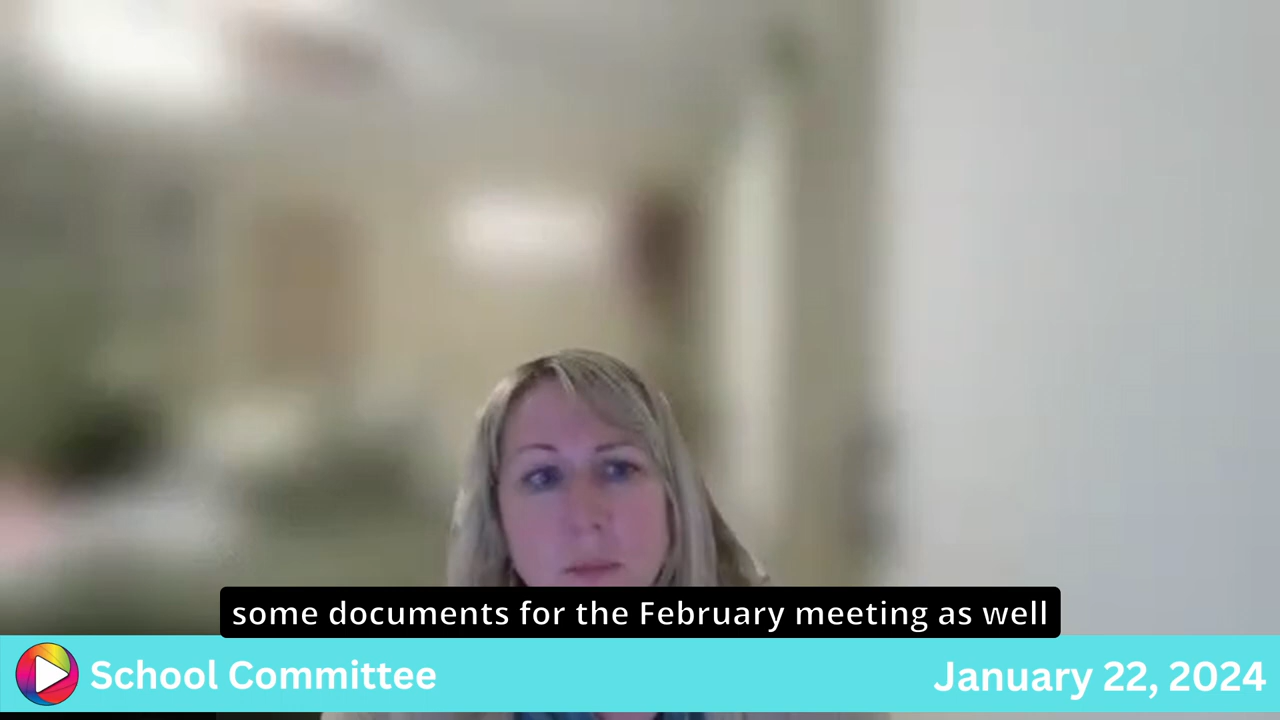 some documents for the February meeting as well
School Committee
January 22, 2024